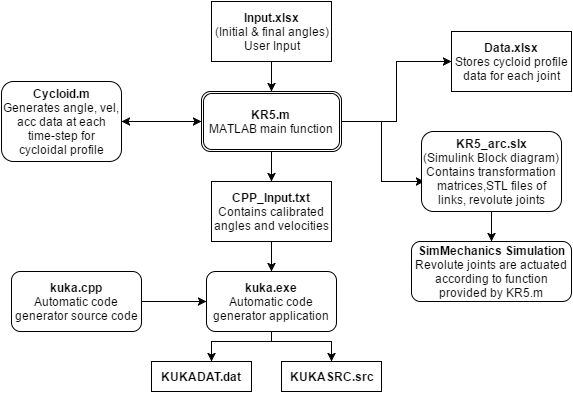 Input.xlsx
(Initial & final angles)
User Input
Data.xlsx
Stores cycloid profile
data for each joint
Cycloid.m
Generates angle, vel,
acc data at each
time-step for
cycloidal profile
KR5.m
MATLAB main function
KR5_arc.slx
(Simulink Block diagram)
Contains transformation
matrices,STL files of
links, revolute joints
CPP_Input.txt
Contains calibrated
angles and velocities
SimMechanics Simulation
Revolute joints are actuated
according to function
provided by KR5.m
kuka.cpp
Automatic code
generator source code
kuka.exe
Automatic code
generator application
KUKADAT.dat
KUKASRC.src